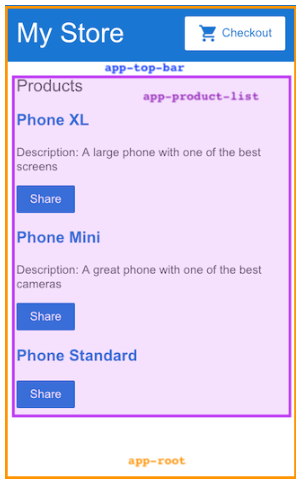 My Store
Checkout
app-top-bar
Products
app-product-list
Phone XL
Description: A large phone with one of the best
screens
Share
Phone Mini
Description: A great phone with one of the best
cameras
Share
Phone Standard
Share
app-root